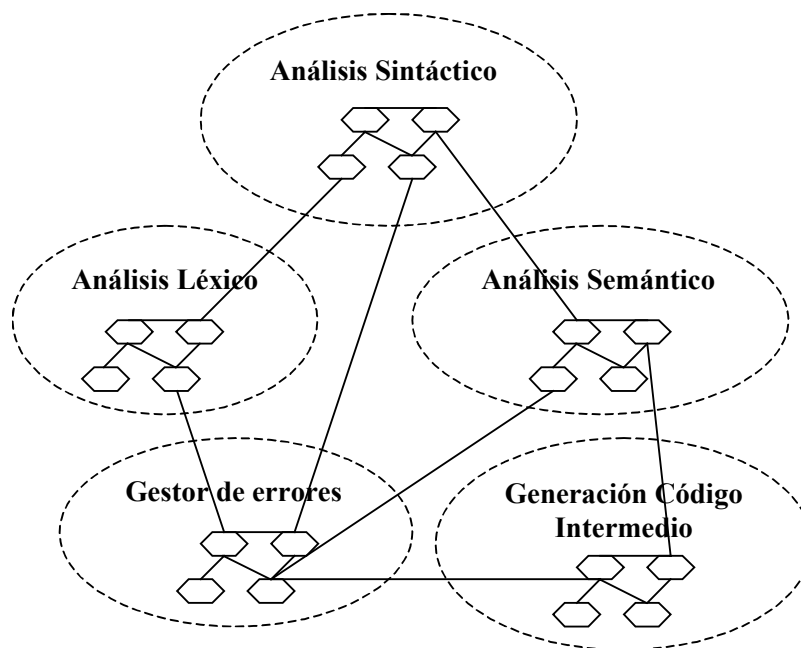 Análisis Sintáctico
Análisis Léxico
Análisis Semántico
Gestor de errores
Generación Código
Intermedio